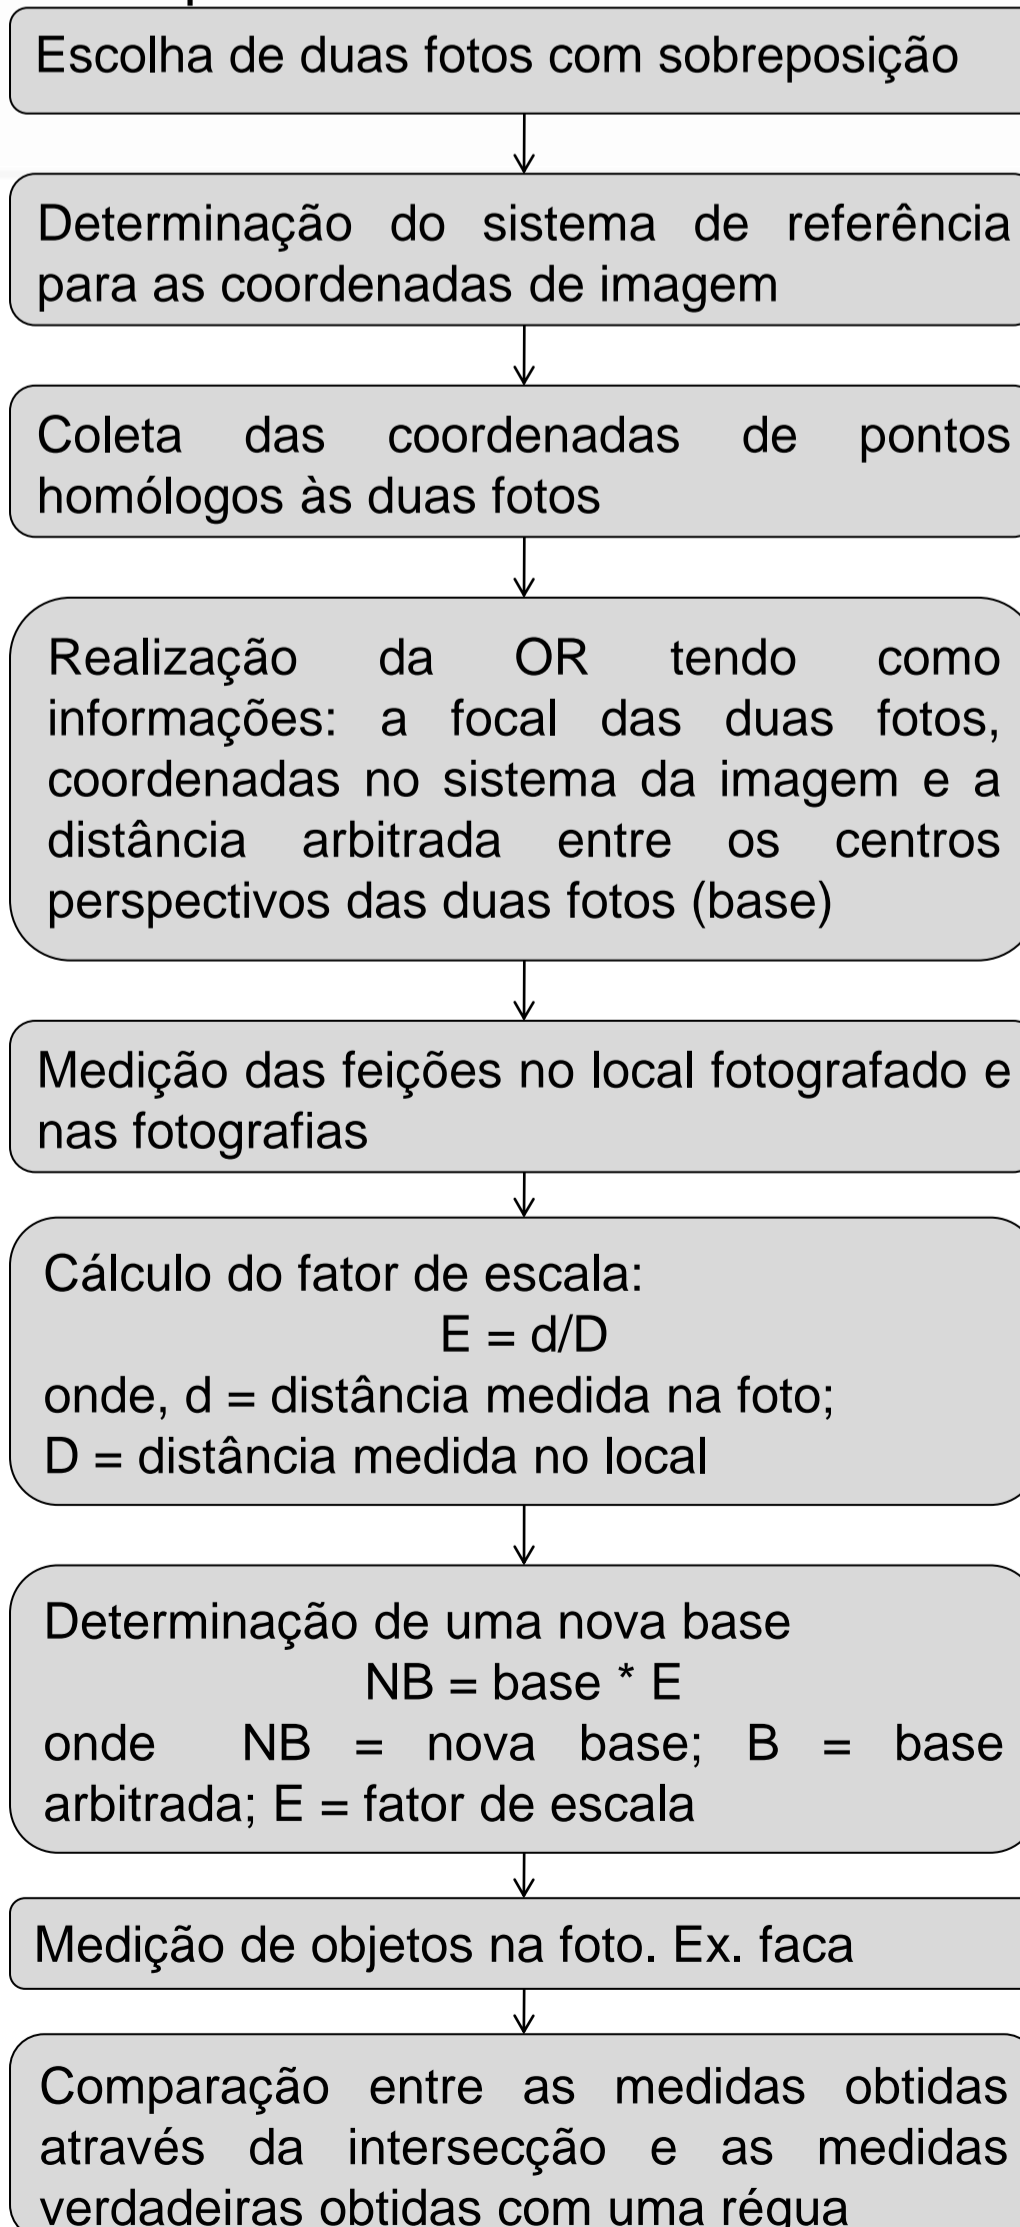 Escolha de duas fotos com sobreposição
Determinação do sistema de referência
para as coordenadas de imagem
Coleta das coordenadas de pontos
homólogos às duas fotos
Realização da OR tendo como
informações: a focal das duas fotos,
coordenadas no sistema da imagem e a
distância arbitrada entre os centros
perspectivos das duas fotos (base)
Medição das feições no local fotografado e
nas fotografias
Cálculo do fator de escala:
E = d/D
onde, d = distância medida na foto;
D = distância medida no local
Determinação de uma nova base
NB = base * E
onde NB = nova base; B = base
arbitrada; E = fator de escala
Medição de objetos na foto. Ex. faca
Comparação entre as medidas obtidas
através da intersecção e as medidas
verdadeiras obtidas com uma régua